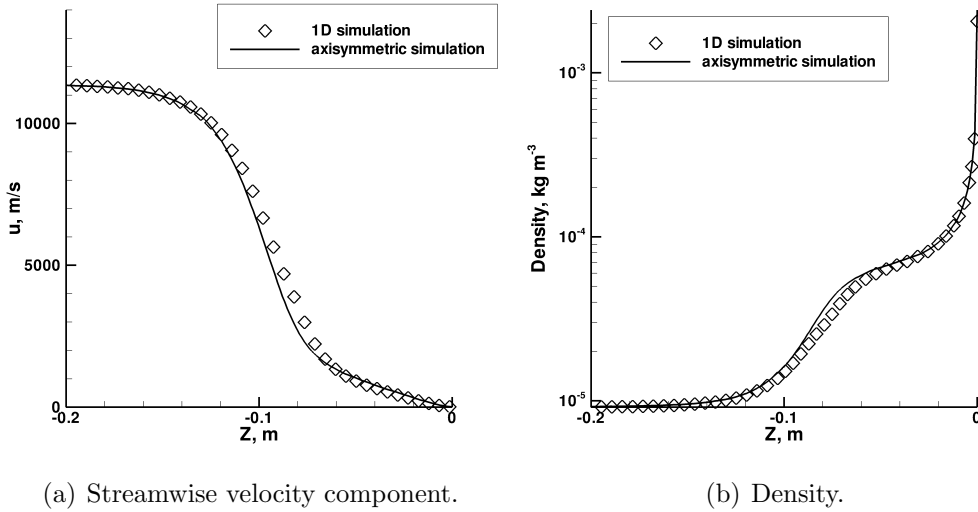 1D simulation
axisymmetric simulation
10000
5000
0
-0.2
-0.1
0
u, m/s
Z, m
1D simulation
axisymmetric simulation
10⁻³
10⁻⁴
10⁻⁵
-0.2
-0.1
0
Density, kg m⁻³
Z, m
(a) Streamwise velocity component.
(b) Density.